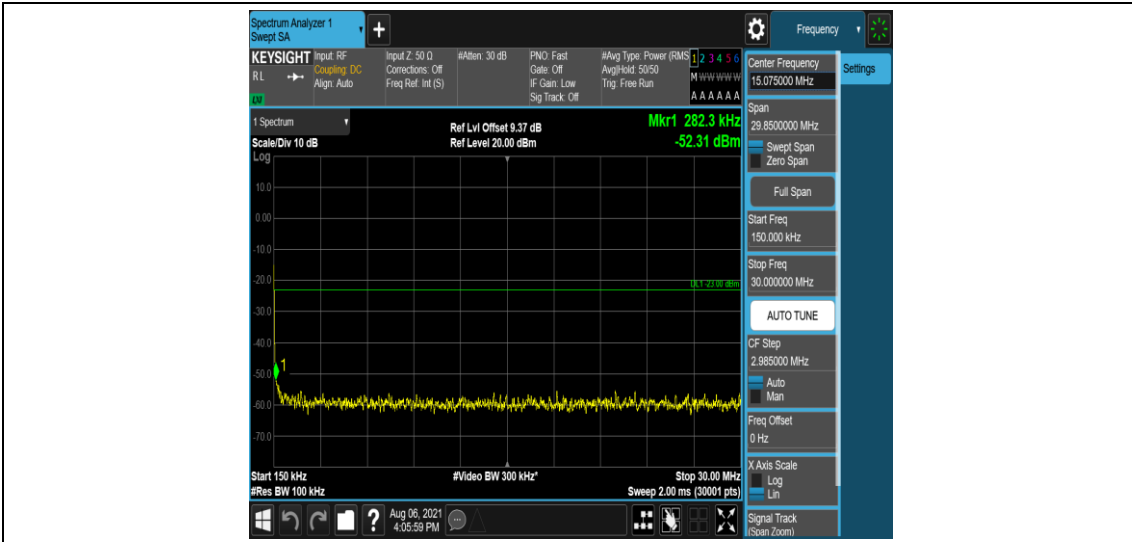 Spectrum Analyzer 1
Swept SA
Frequency
KEYSIGHT
RL
LXI
Input: RF
Coupling: DC
Align: Auto
Input Z: 50 Ω
Corrections: Off
Freq Ref: Int (S)
#Atten: 30 dB
PNO: Fast
Gate: Off
IF Gain: Low
Sig Track: Off
#Avg Type: Power (RMS
Avg|Hold: 50/50
Trig: Free Run
1 2 3 4 5 6
M W W W W W
A A A A A A
1 Spectrum
Scale/Div 10 dB
Log
Ref Lvl Offset 9.37 dB
Ref Level 20.00 dBm
Mkr1 282.3 kHz
-52.31 dBm
10.0
0.00
-10.0
-20.0
DL1 -23.00 dBm
-30.0
-40.0
1
-50.0
-60.0
-70.0
Start 150 kHz
#Res BW 100 kHz
#Video BW 300 kHz*
Stop 30.00 MHz
Sweep 2.00 ms (30001 pts)
?
Aug 06, 2021
4:05:59 PM
Center Frequency
15.075000 MHz
Settings
Span
29.8500000 MHz
Swept Span
Zero Span
Full Span
Start Freq
150.000 kHz
Stop Freq
30.000000 MHz
AUTO TUNE
CF Step
2.985000 MHz
Auto
Man
Freq Offset
0 Hz
X Axis Scale
Log
Lin
Signal Track
(Span Zoom)